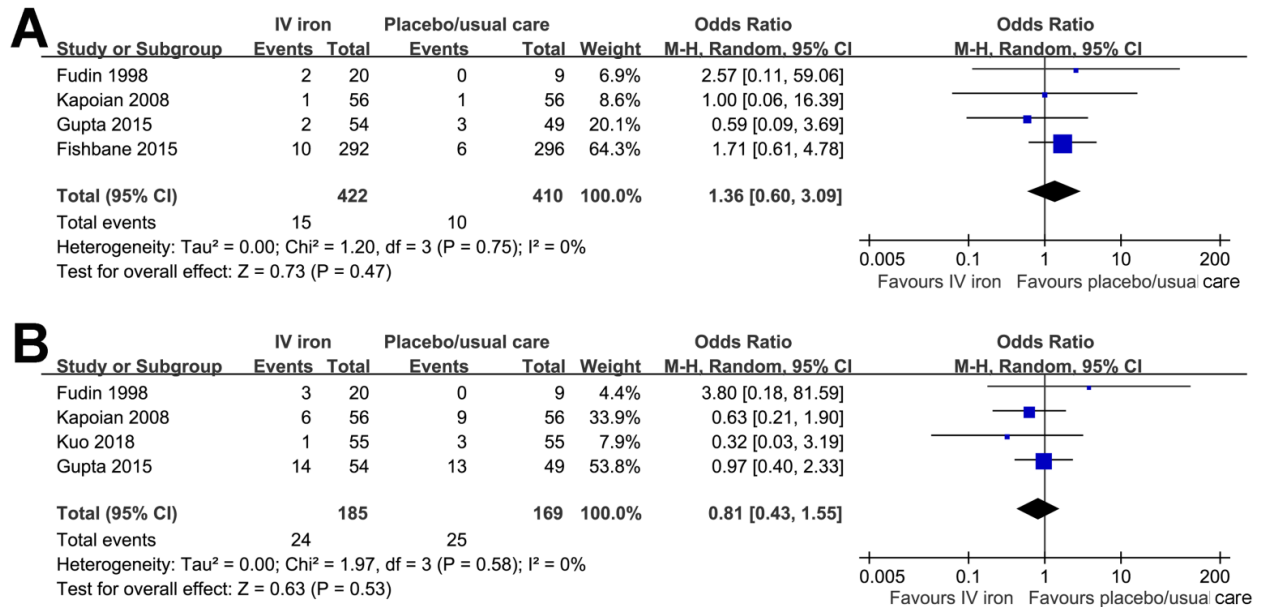 A
IV iron Placebo/usual care Odds Ratio Odds Ratio
Study or Subgroup Events Total Events Total Weight M-H, Random, 95% CI M-H, Random, 95% CI
Fudin 1998 2 20 0 9 6.9% 2.57 [0.11, 59.06]
Kapoian 2008 1 56 1 56 8.6% 1.00 [0.06, 16.39]
Gupta 2015 2 54 3 49 20.1% 0.59 [0.09, 3.69]
Fishbane 2015 10 292 6 296 64.3% 1.71 [0.61, 4.78]
Total (95% CI) 422 410 100.0% 1.36 [0.60, 3.09]
Total events 15 10
Heterogeneity: Tau² = 0.00; Chi² = 1.20, df = 3 (P = 0.75); I² = 0%
Test for overall effect: Z = 0.73 (P = 0.47)
0.005 0.1 1 10 200
Favours IV iron Favours placebo/usual care
B
IV iron Placebo/usual care Odds Ratio Odds Ratio
Study or Subgroup Events Total Events Total Weight M-H, Random, 95% CI M-H, Random, 95% CI
Fudin 1998 3 20 0 9 4.4% 3.80 [0.18, 81.59]
Kapoian 2008 6 56 9 56 33.9% 0.63 [0.21, 1.90]
Kuo 2018 1 55 3 55 7.9% 0.32 [0.03, 3.19]
Gupta 2015 14 54 13 49 53.8% 0.97 [0.40, 2.33]
Total (95% CI) 185 169 100.0% 0.81 [0.43, 1.55]
Total events 24 25
Heterogeneity: Tau² = 0.00; Chi² = 1.97, df = 3 (P = 0.58); I² = 0%
Test for overall effect: Z = 0.63 (P = 0.53)
0.005 0.1 1 10 200
Favours IV iron Favours placebo/usual care